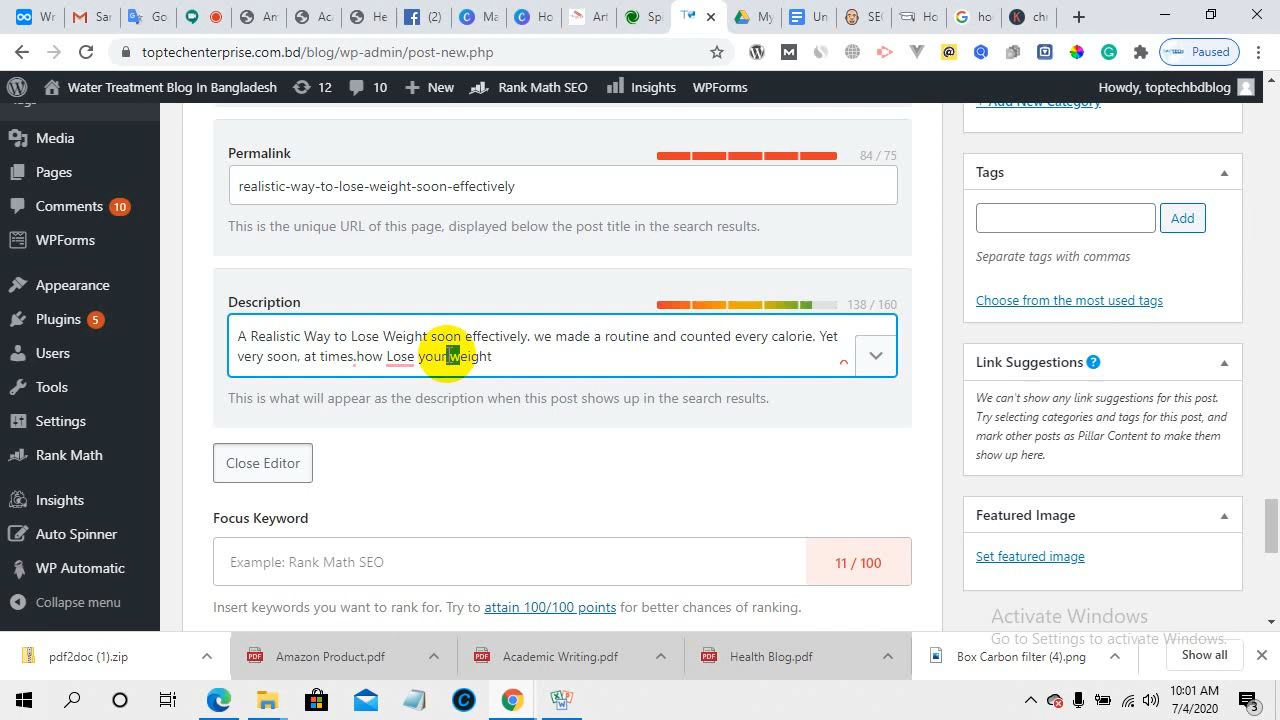 Wr
Sar
Go
Am
Ac
He
(2)
Ma
Ho
Art
Sp
My
Un
SEO
Ho
ho
cho
toptechenterprise.com.bd/blog/wp-admin/post-new.php
Paused
Water Treatment Blog In Bangladesh
12
10
New
Rank Math SEO
Insights
WPForms
Howdy, toptechbdblog
Tags
Media
Pages
Comments 10
WPForms
Appearance
Plugins 5
Users
Tools
Settings
Rank Math
Insights
Auto Spinner
WP Automatic
Collapse menu
Permalink
84 / 75
realistic-way-to-lose-weight-soon-effectively
This is the unique URL of this page, displayed below the post title in the search results.
Description
138 / 160
A Realistic Way to Lose Weight soon effectively. we made a routine and counted every calorie. Yet
very soon, at times.how Lose your weight
This is what will appear as the description when this post shows up in the search results.
Close Editor
Focus Keyword
Example: Rank Math SEO
11 / 100
Insert keywords you want to rank for. Try to attain 100/100 points for better chances of ranking.
+ Add New Category
Tags
Add
Separate tags with commas
Choose from the most used tags
Link Suggestions ?
We can't show any link suggestions for this post.
Try selecting categories and tags for this post, and
mark other posts as Pillar Content to make them
show up here.
Featured Image
Set featured image
Activate Windows
Go to Settings to activate Windows.
pdf2doc (1).zip
Amazon Product.pdf
Academic Writing.pdf
Health Blog.pdf
Box Carbon filter (4).png
Show all
10:01 AM
7/4/2020
3